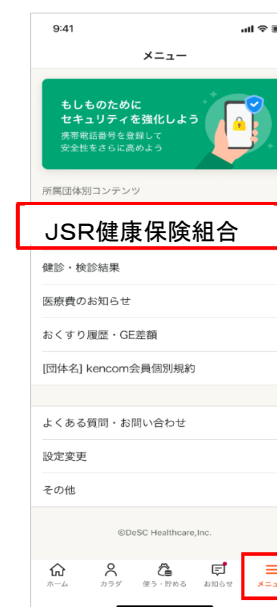 9:41
メニュー
もしものために
セキュリティを強化しよう
携帯電話番号を登録して
安全性をさらに高めよう
所属団体別コンテンツ
JSR健康保険組合
健診・検診結果
医療費のお知らせ
おくすり履歴・GE差額
[団体名] kencom会員個別規約
よくある質問・お問い合わせ
設定変更
その他
©DeSC Healthcare,Inc.
ホーム カラダ 使う・貯める お知らせ メニュー